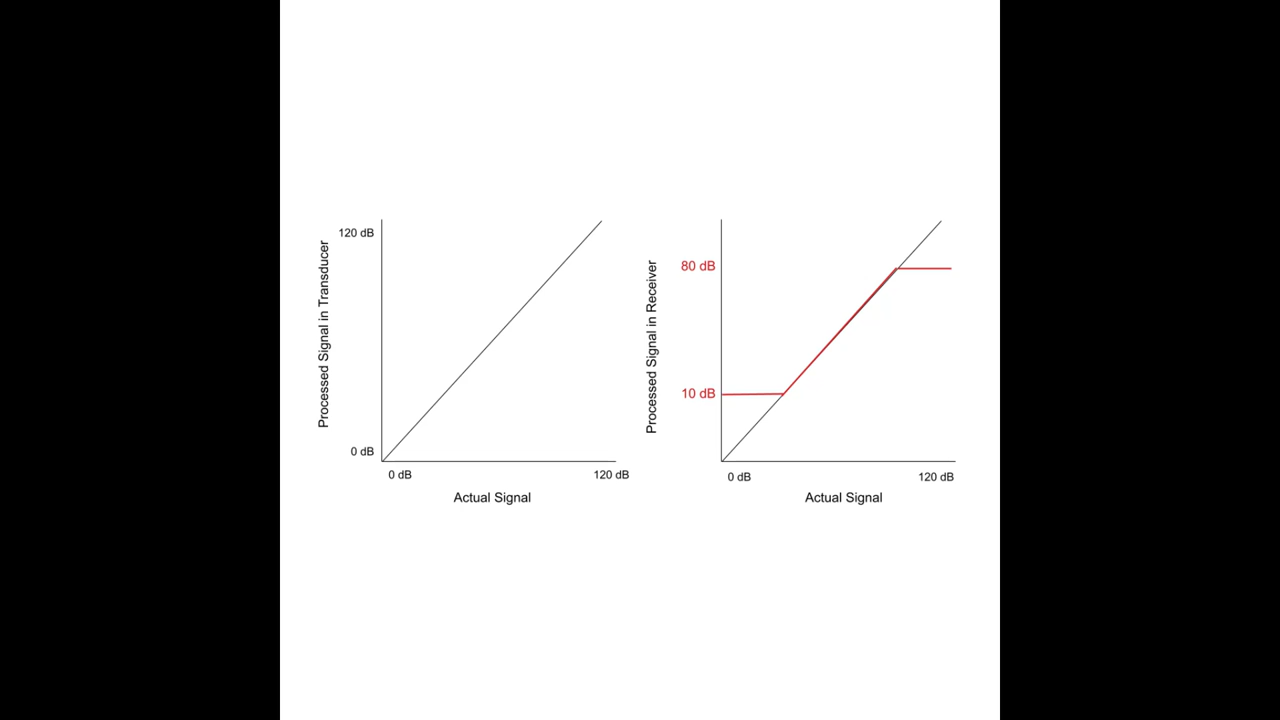 Processed Signal in Transducer
120 dB
0 dB
0 dB
120 dB
Actual Signal
Processed Signal in Receiver
80 dB
10 dB
0 dB
120 dB
Actual Signal